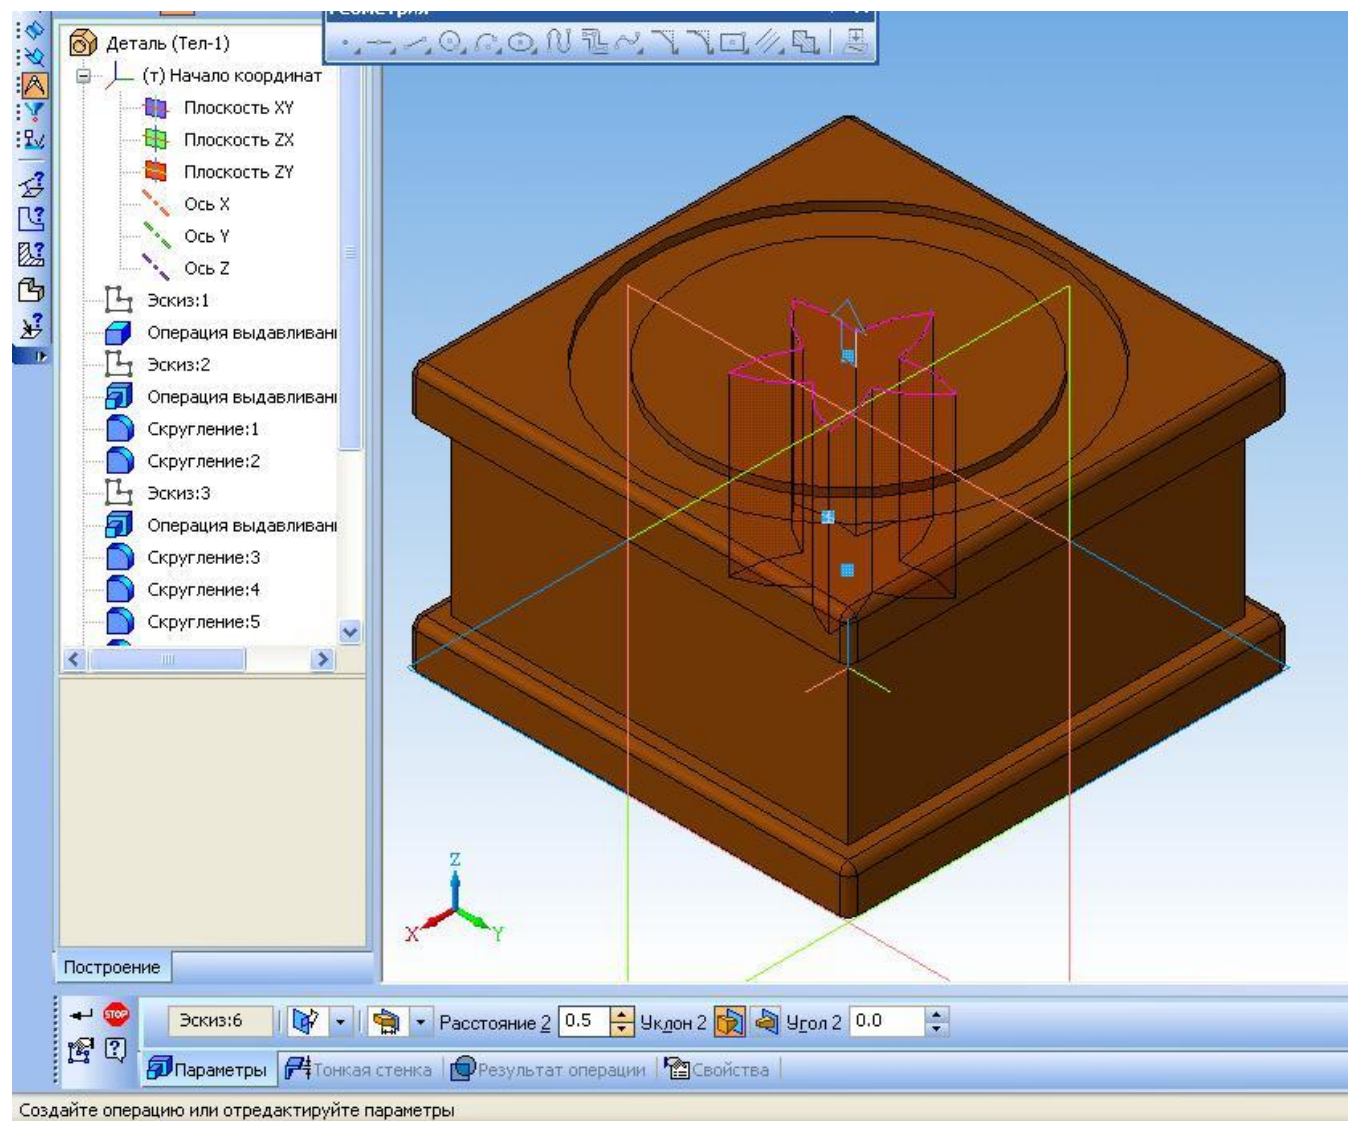 Геометрия
Деталь (Тел-1)
(т) Начало координат
Плоскость XY
Плоскость ZX
Плоскость ZY
Ось X
Ось Y
Ось Z
Эскиз:1
Операция выдавливани
Эскиз:2
Операция выдавливани
Скругление:1
Скругление:2
Эскиз:3
Операция выдавливани
Скругление:3
Скругление:4
Скругление:5
Z
X
Y
Построение
STOP
Эскиз:6 Расстояние 2 0.5 Уклон 2 Угол 2 0.0
Параметры Тонкая стенка Результат операции Свойства
Создайте операцию или отредактируйте параметры